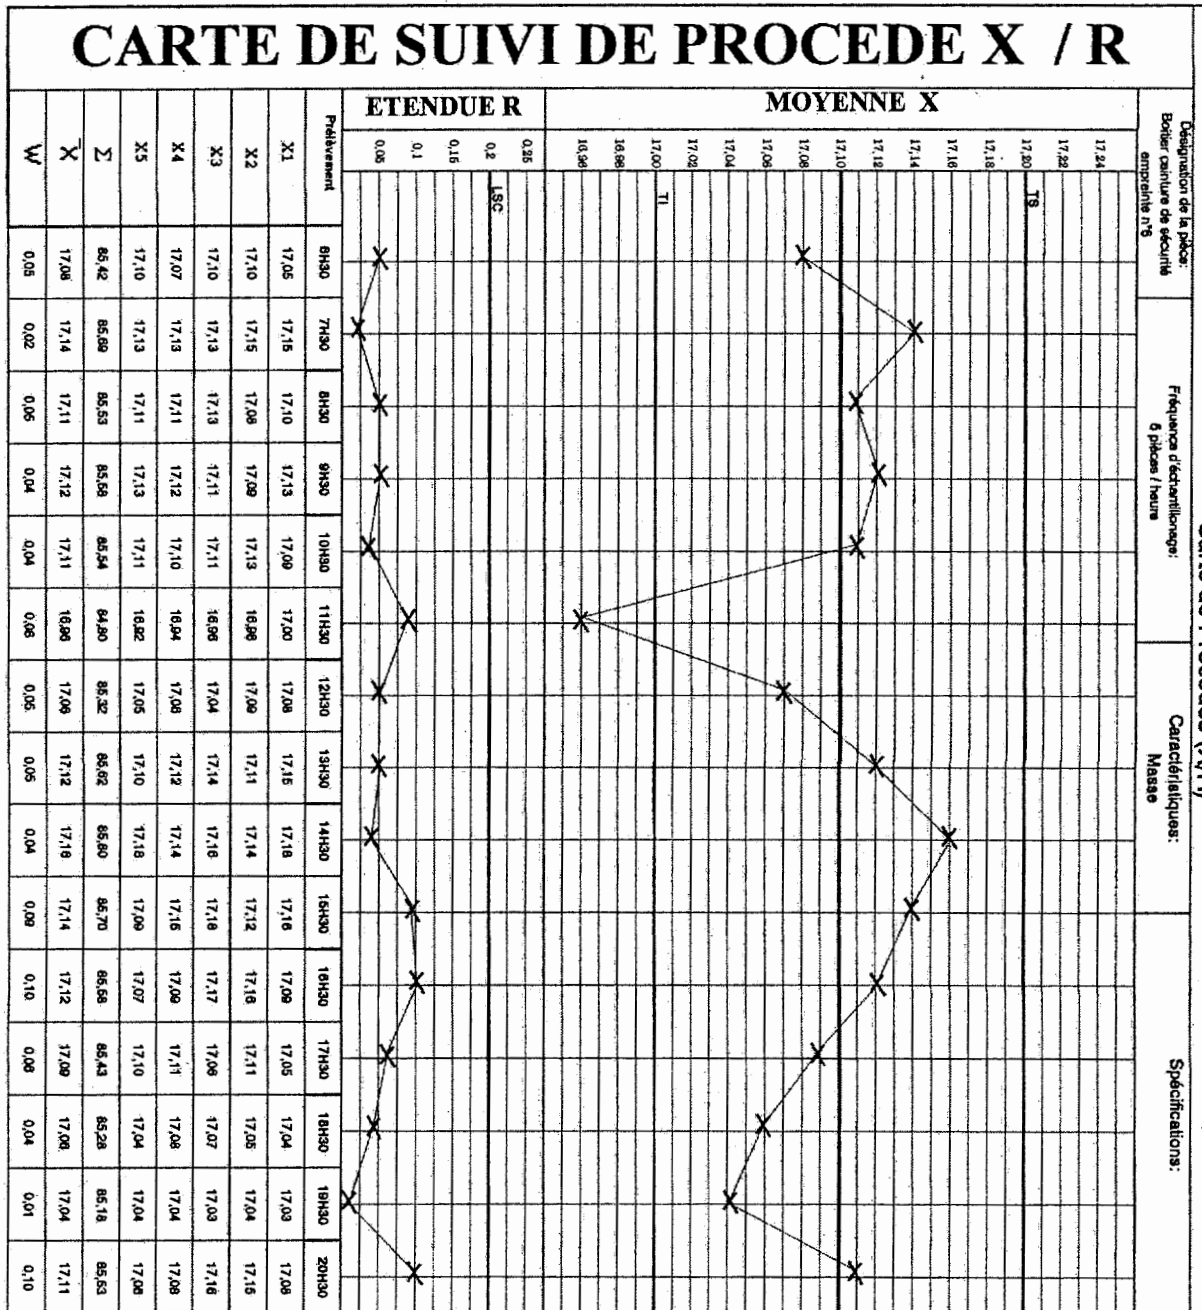 CARTE DE SUIVI DE PROCEDE X / R
Désignation de la pièce:
Boîtier ceinture de sécurité
empreinte n°6
Fréquence d'échantillonage:
5 pièces / heure
Caractéristiques:
Masse
Spécifications:
MOYENNE X
17,24
17,22
17,20
17,18
17,16
17,14
17,12
17,10
17,08
17,06
17,04
17,02
17,00
16,98
16,96
TS
TI
ETENDUE R
0,25
0,2
0,15
0,1
0,05
LSC
Prélèvement 6H30 7H30 8H30 9H30 10H30 11H30 12H30 13H30 14H30 15H30 16H30 17H30 18H30 19H30 20H30
X1 17,05 17,15 17,10 17,13 17,09 17,00 17,08 17,15 17,18 17,16 17,09 17,05 17,04 17,03 17,08
X2 17,10 17,15 17,08 17,09 17,13 16,98 17,09 17,11 17,14 17,12 17,16 17,11 17,05 17,04 17,15
X3 17,10 17,13 17,13 17,11 17,11 16,96 17,04 17,14 17,16 17,18 17,17 17,06 17,07 17,03 17,16
X4 17,07 17,13 17,11 17,12 17,10 16,94 17,08 17,12 17,14 17,15 17,09 17,11 17,08 17,04 17,08
X5 17,10 17,13 17,11 17,13 17,11 16,92 17,05 17,10 17,18 17,09 17,07 17,10 17,04 17,04 17,06
Σ 85,42 85,69 85,53 85,58 85,54 84,80 85,32 85,62 85,80 85,70 85,58 85,43 85,28 85,18 85,53
X̄ 17,08 17,14 17,11 17,12 17,11 16,96 17,06 17,12 17,16 17,14 17,12 17,09 17,06 17,04 17,11
W 0,05 0,02 0,05 0,04 0,04 0,08 0,05 0,05 0,04 0,09 0,10 0,06 0,04 0,01 0,10